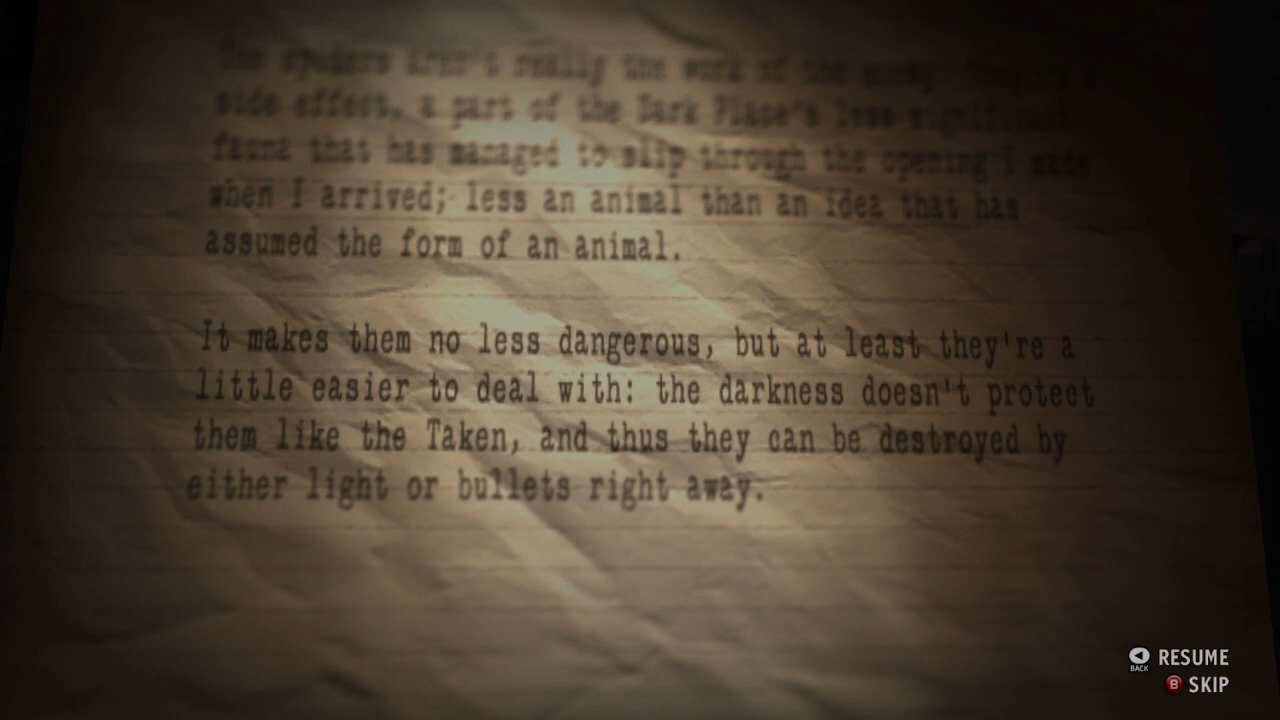 The spiders aren't really the work of the enemy. They're a
side effect, a part of the Dark Place's less significant
fauna that has managed to slip through the opening I made
when I arrived; less an animal than an idea that has
assumed the form of an animal.
It makes them no less dangerous, but at least they're a
little easier to deal with: the darkness doesn't protect
them like the Taken, and thus they can be destroyed by
either light or bullets right away.
BACK RESUME
B SKIP